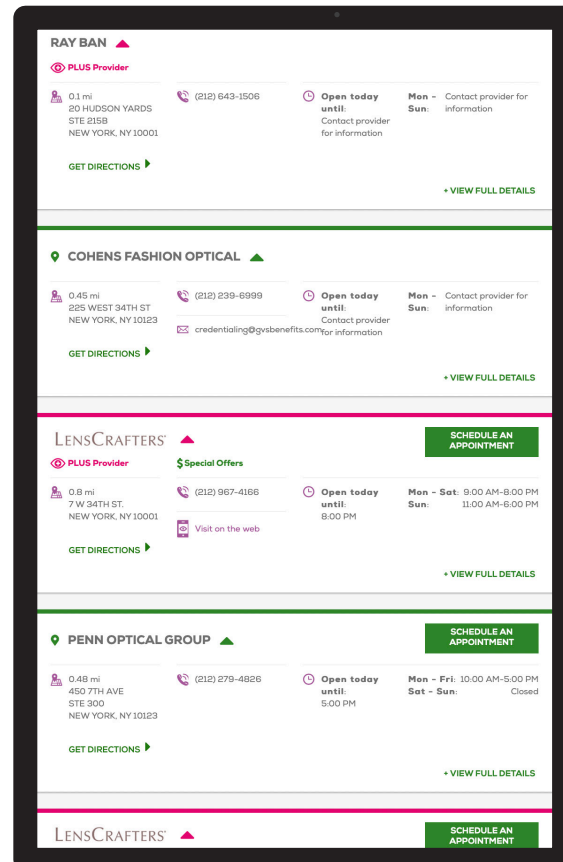 RAY BAN
PLUS Provider
0.1 mi
20 HUDSON YARDS
STE 215B
NEW YORK, NY 10001
GET DIRECTIONS
(212) 643-1506
Open today
until:
Contact provider
for information
Mon - Sun: Contact provider for
information
+ VIEW FULL DETAILS
COHENS FASHION OPTICAL
0.45 mi
225 WEST 34TH ST
NEW YORK, NY 10123
GET DIRECTIONS
(212) 239-6999
credentialing@gvsbenefits.com
Open today
until:
Contact provider
for information
Mon - Sun: Contact provider for
information
+ VIEW FULL DETAILS
LENSCRAFTERS
SCHEDULE AN
APPOINTMENT
PLUS Provider
$ Special Offers
0.8 mi
7 W 34TH ST.
NEW YORK, NY 10001
GET DIRECTIONS
(212) 967-4166
Visit on the web
Open today
until:
8:00 PM
Mon - Sat: 9:00 AM-8:00 PM
Sun: 11:00 AM-6:00 PM
+ VIEW FULL DETAILS
PENN OPTICAL GROUP
SCHEDULE AN
APPOINTMENT
0.48 mi
450 7TH AVE
STE 300
NEW YORK, NY 10123
GET DIRECTIONS
(212) 279-4826
Open today
until:
5:00 PM
Mon - Fri: 10:00 AM-5:00 PM
Sat - Sun: Closed
+ VIEW FULL DETAILS
LENSCRAFTERS
SCHEDULE AN
APPOINTMENT